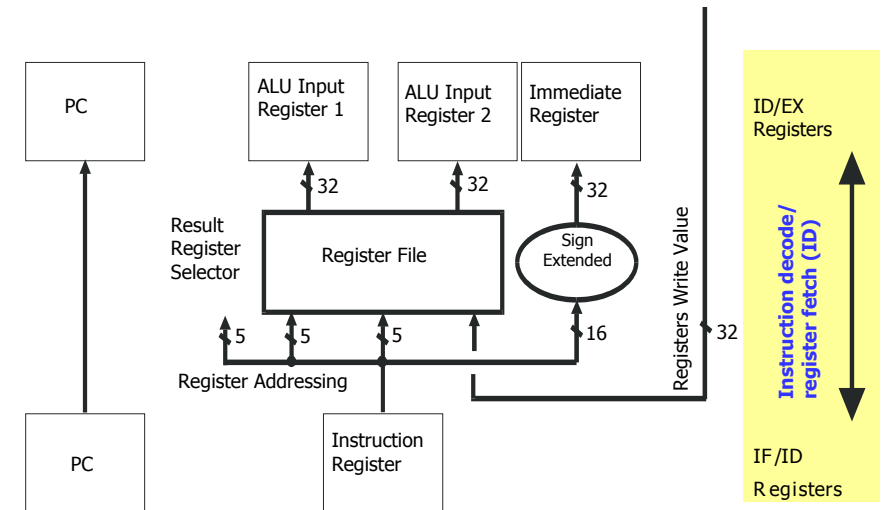 PC
ALU Input
Register 1
ALU Input
Register 2
Immediate
Register
ID/EX
Registers
32
32
32
Result
Register
Selector
Register File
Sign
Extended
Registers Write Value
Instruction decode/
register fetch (ID)
5
5
5
16
32
Register Addressing
PC
Instruction
Register
IF/ID
Registers